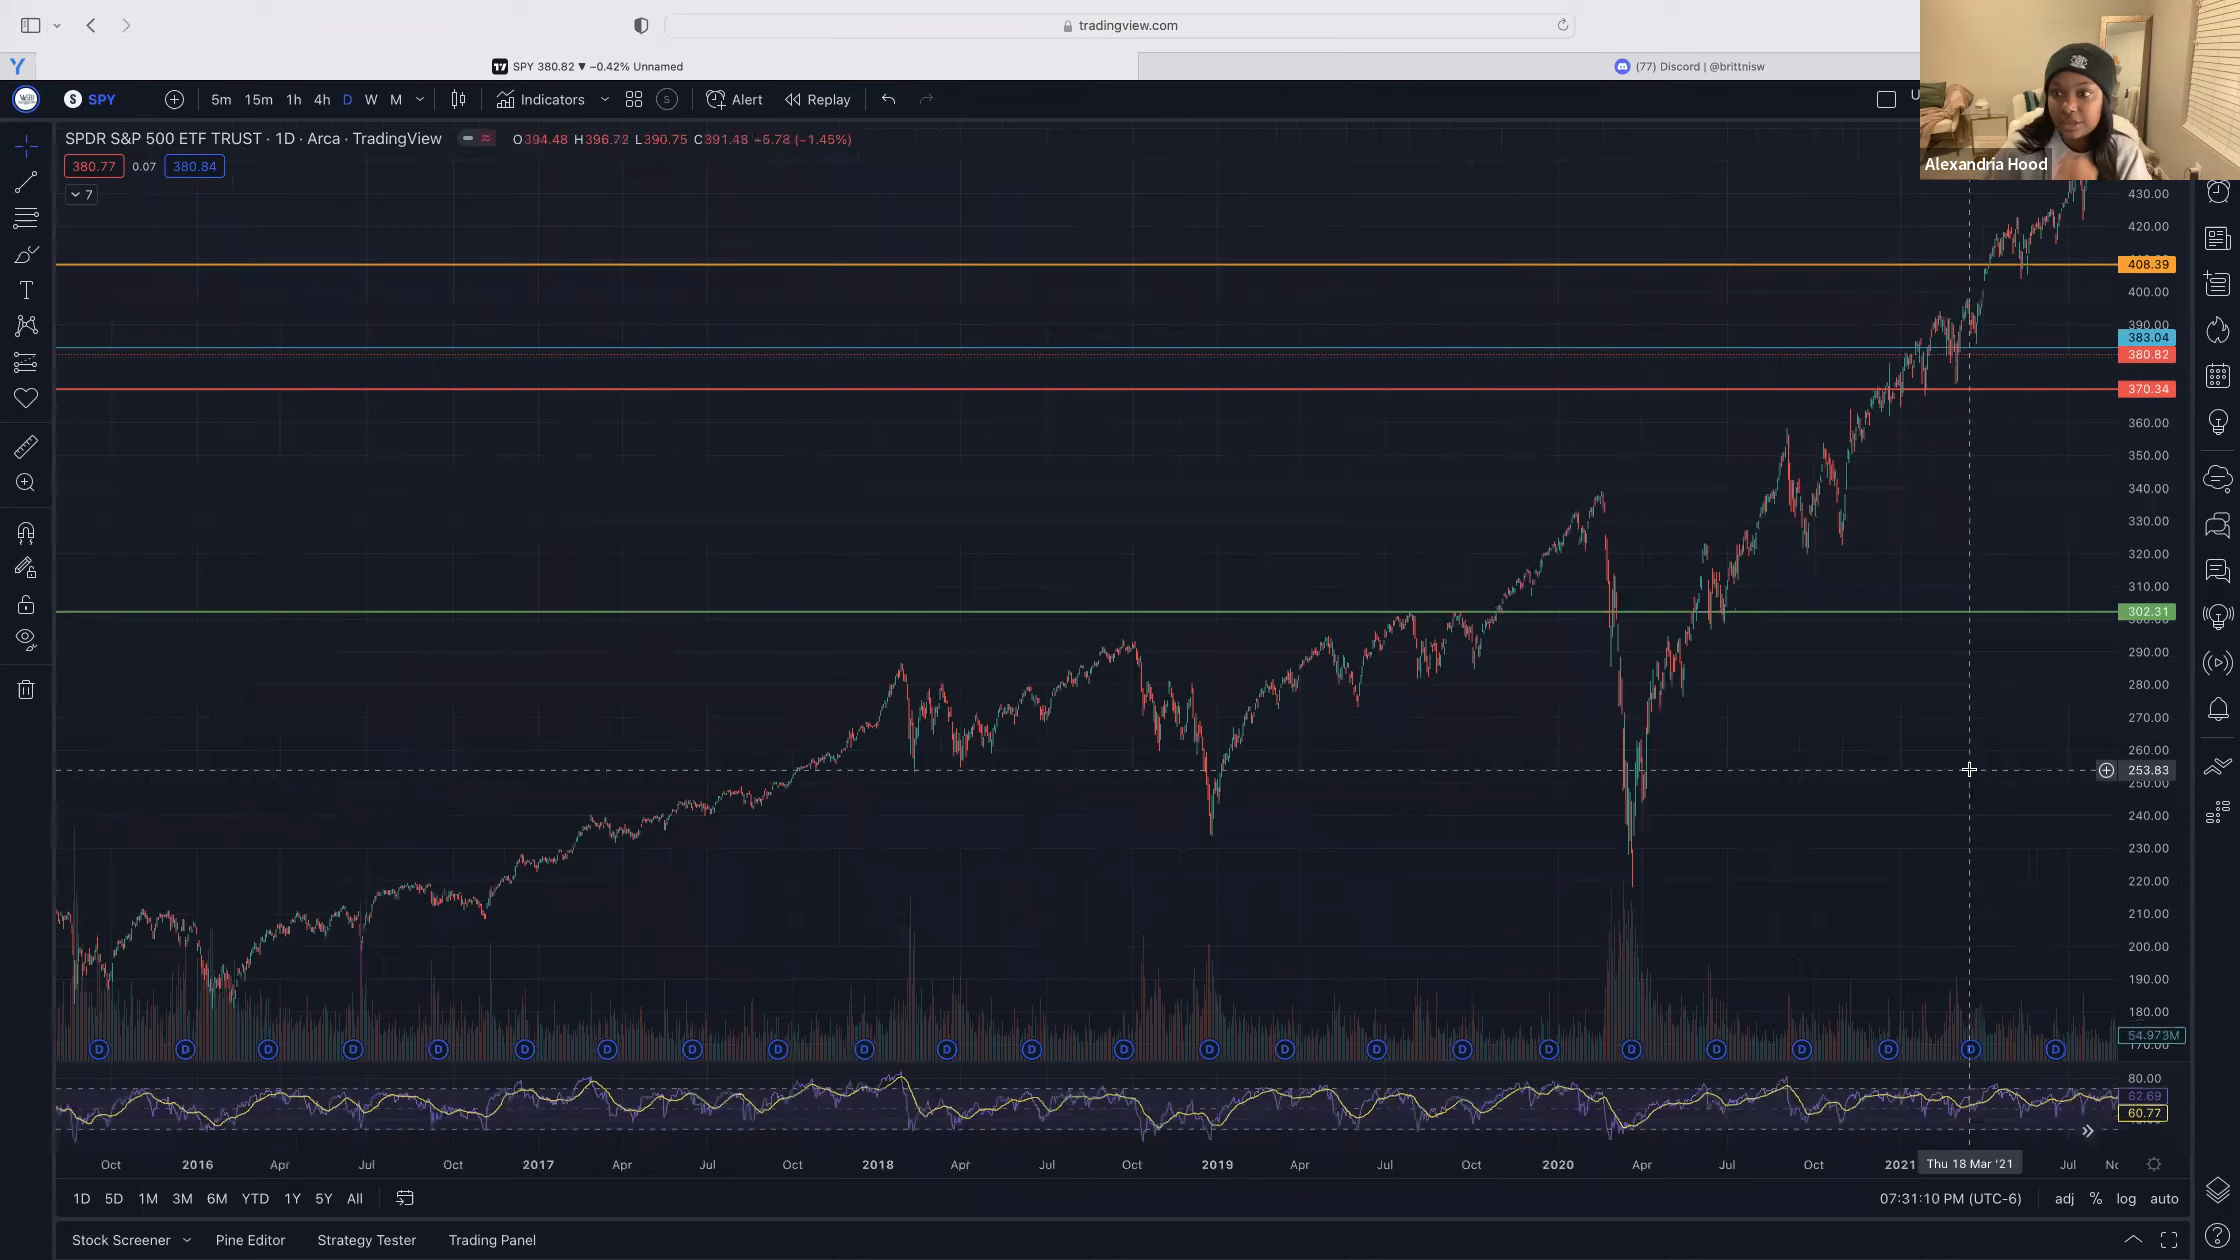 tradingview.com
SPY 380.82 ▼ −0.42% Unnamed
(77) Discord | @brittnisw
SPY 5m 15m 1h 4h D W M Indicators Alert Replay
SPDR S&P 500 ETF TRUST · 1D · Arca · TradingView O394.48 H396.73 L390.75 C391.48 −5.78 (−1.45%)
380.77 0.07 380.84
7
Alexandria Hood
430.00
420.00
408.39
400.00
390.00
383.04
380.82
370.34
360.00
350.00
340.00
330.00
320.00
310.00
302.31
290.00
280.00
270.00
260.00
253.83
250.00
240.00
230.00
220.00
210.00
200.00
190.00
180.00
54.973M
170.00
D D D D D D D D D D D D D D D D D D D D D D D D
80.00
62.69
60.77
Oct 2016 Apr Jul Oct 2017 Apr Jul Oct 2018 Apr Jul Oct 2019 Apr Jul Oct 2020 Apr Jul Oct 2021 Thu 18 Mar '21 Jul
1D 5D 1M 3M 6M YTD 1Y 5Y All 07:31:10 PM (UTC-6) adj % log auto
Stock Screener Pine Editor Strategy Tester Trading Panel